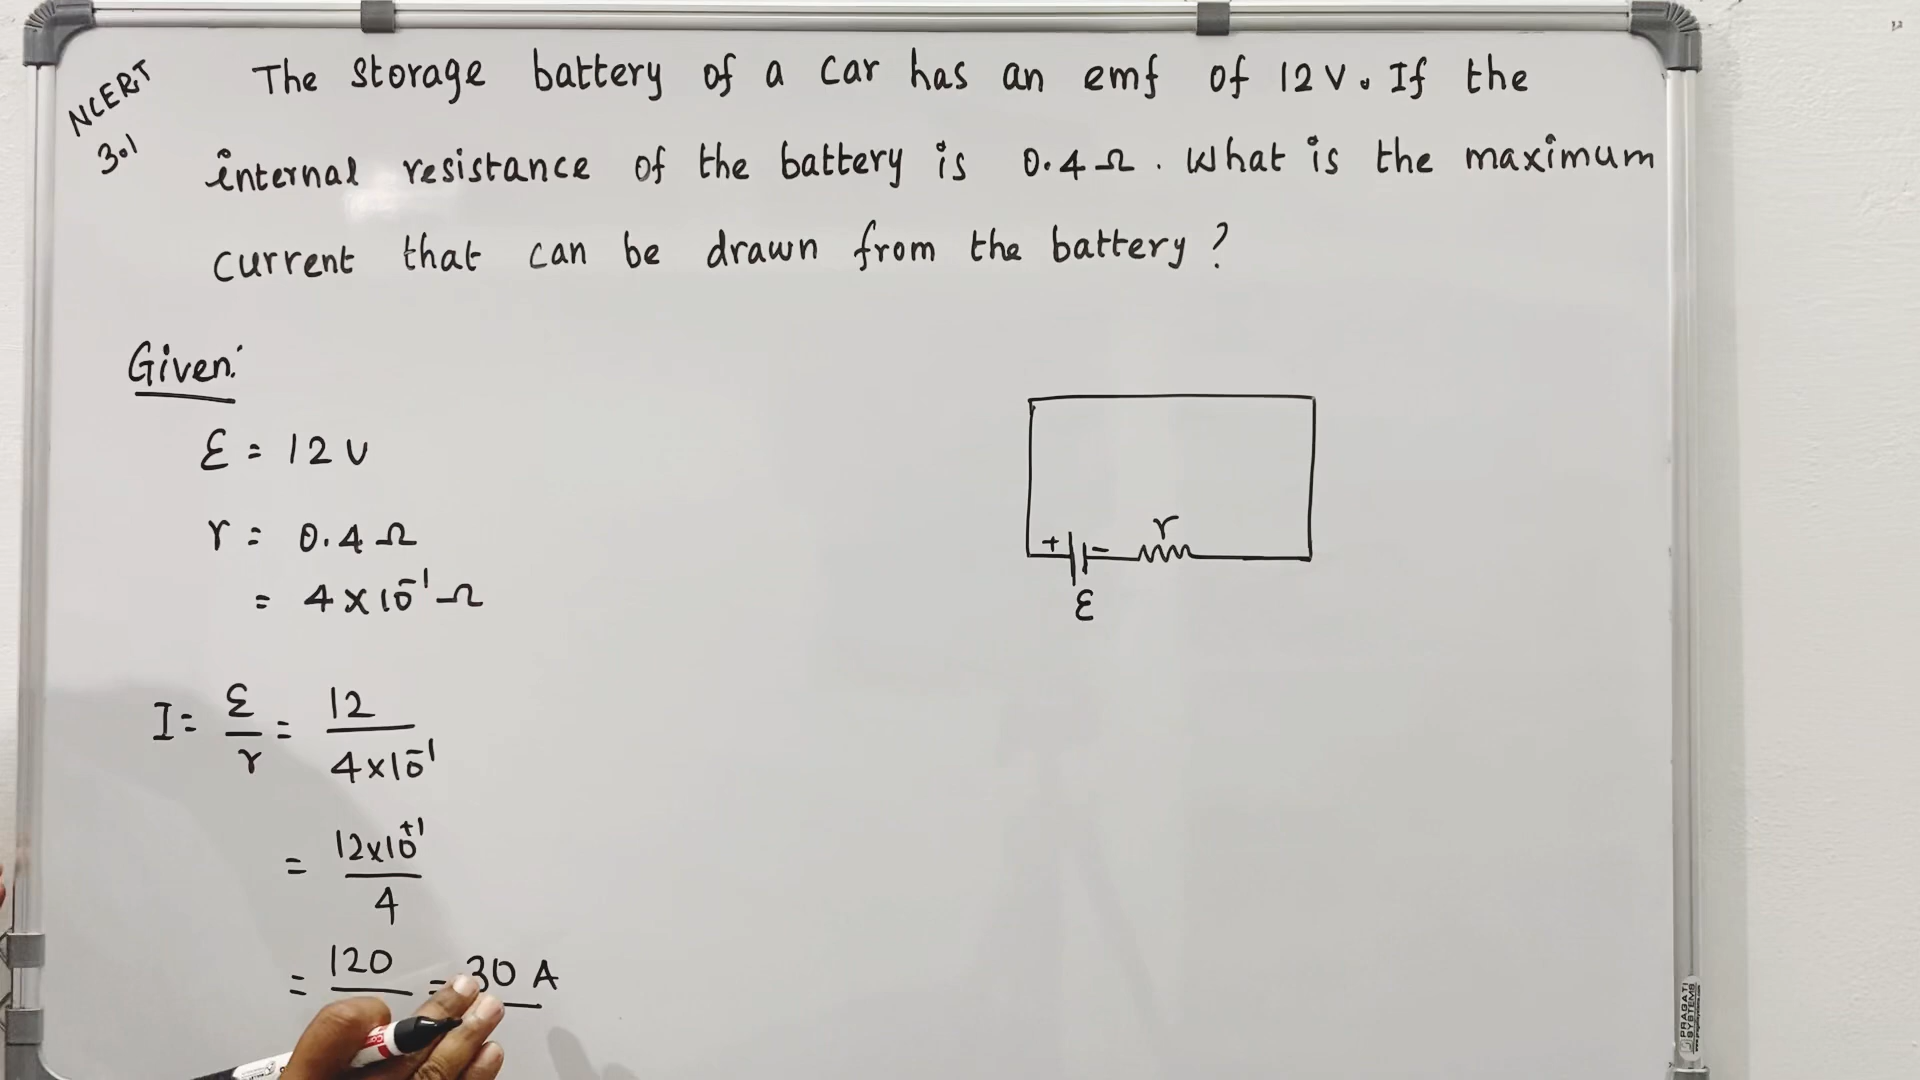 NCERT
3.1
The storage battery of a car has an emf of 12V. If the
internal resistance of the battery is 0.4Ω. What is the maximum
current that can be drawn from the battery?
Given:
ε = 12V
r = 0.4Ω
= 4×10⁻¹Ω
I = ε/r = 12/4×10⁻¹
= 12×10⁺¹/4
= 120/ = 30 A
r
+ -
ε
PRAGATI
SYSTEMS